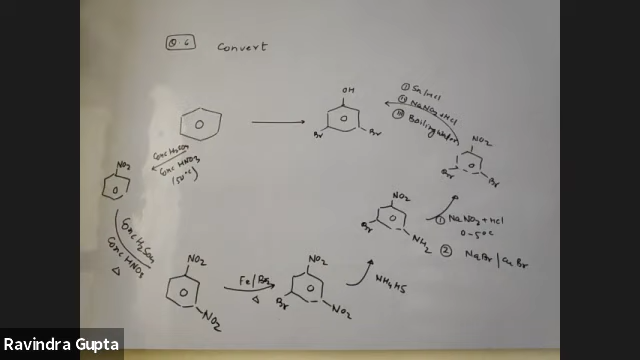 Q.6 Convert
OH
Br Br
① Sn/HCl
② NaNO2+HCl
③ Boiling water
NO2
Br Br
Conc H2SO4
Conc HNO3
(50°C)
NO2
Conc H2SO4
Conc HNO3
Δ
NO2
NO2
Fe/Br2
Δ
NO2
Br NO2
NH4HS
NO2
Br NH2
① NaNO2 + HCl
0-5°C
② NaBr | CuBr
Ravindra Gupta